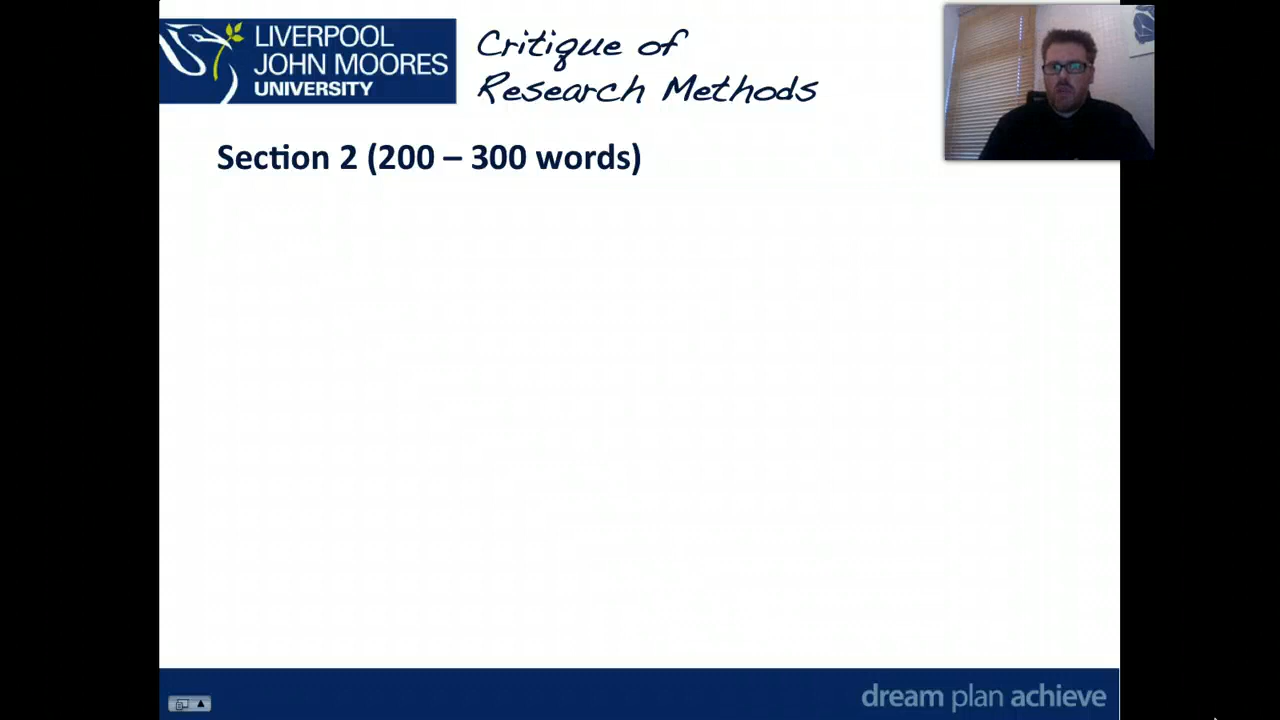 LIVERPOOL
JOHN MOORES
UNIVERSITY
Critique of
Research Methods
Section 2 (200 – 300 words)
dream plan achieve